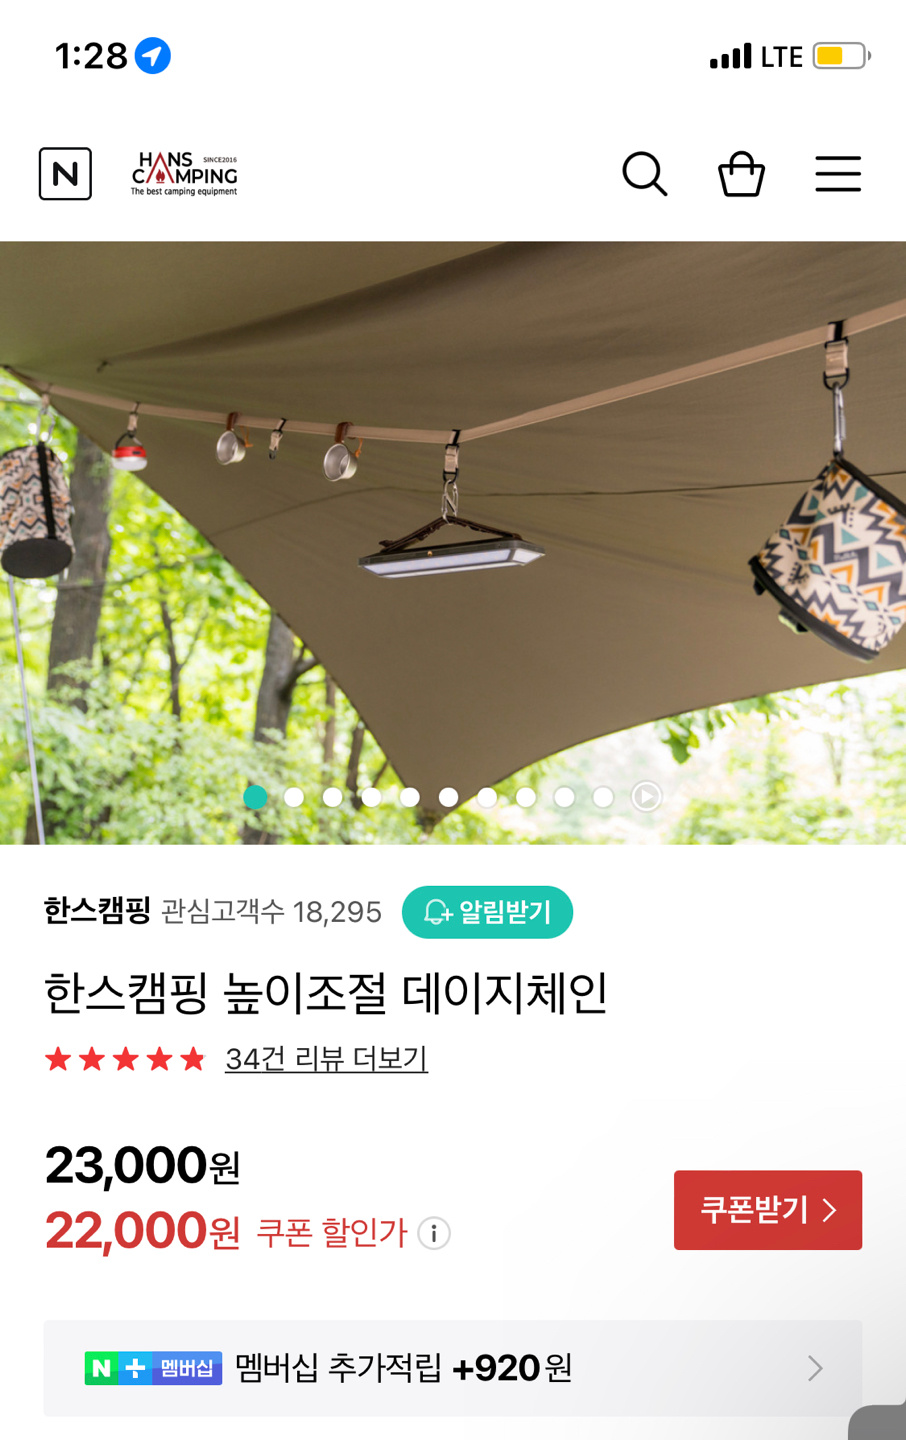 1:28
LTE
N
HANS SINCE2016
CAMPING
The best camping equipment
한스캠핑 관심고객수 18,295 알림받기
한스캠핑 높이조절 데이지체인
34건 리뷰 더보기
23,000원
22,000원 쿠폰 할인가 i
쿠폰받기
N+ 멤버십 멤버십 추가적립 +920원